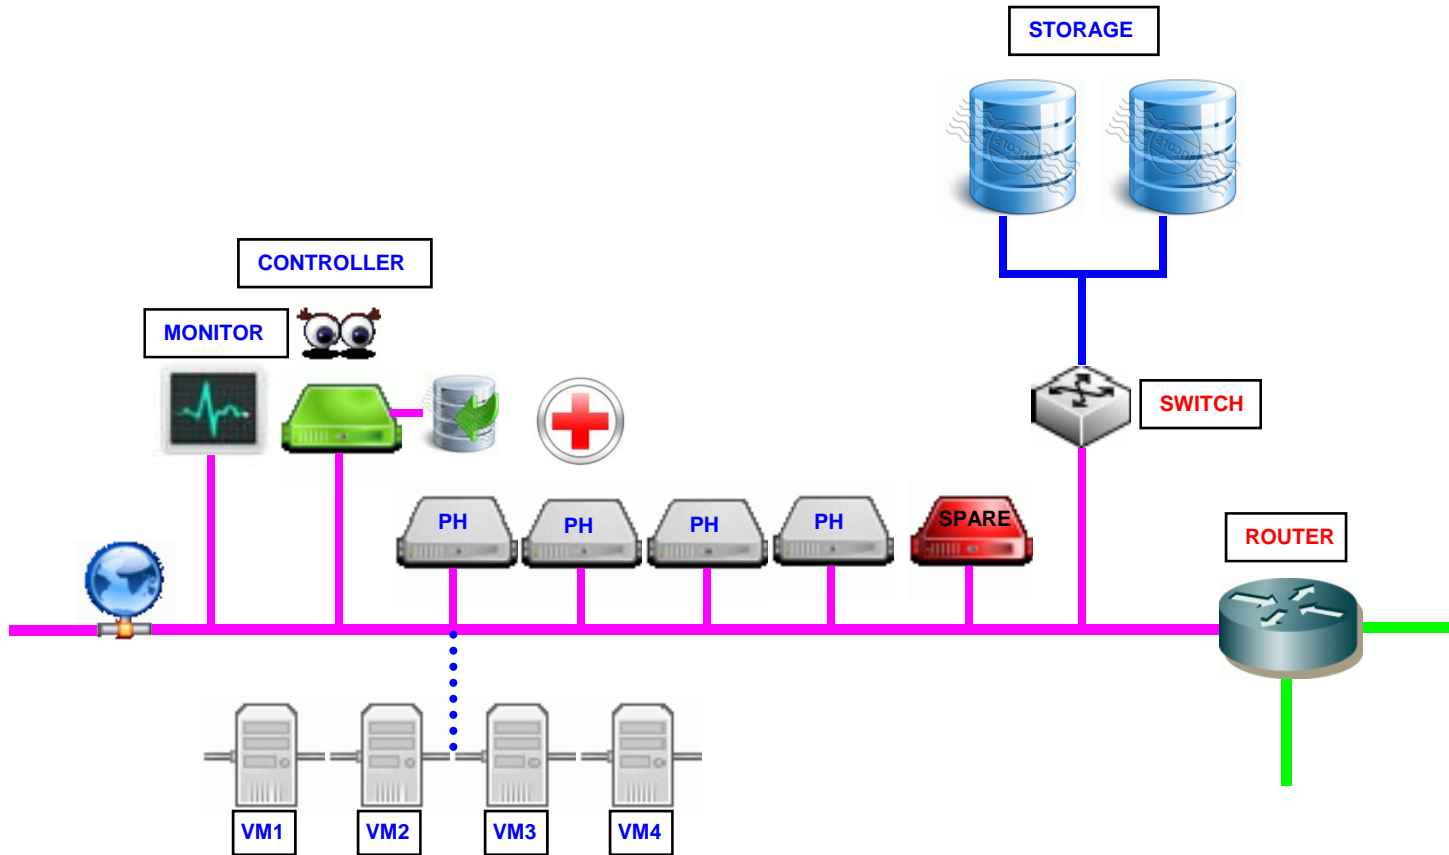 STORAGE
CONTROLLER
MONITOR
SWITCH
PH
PH
PH
PH
SPARE
ROUTER
VM1
VM2
VM3
VM4